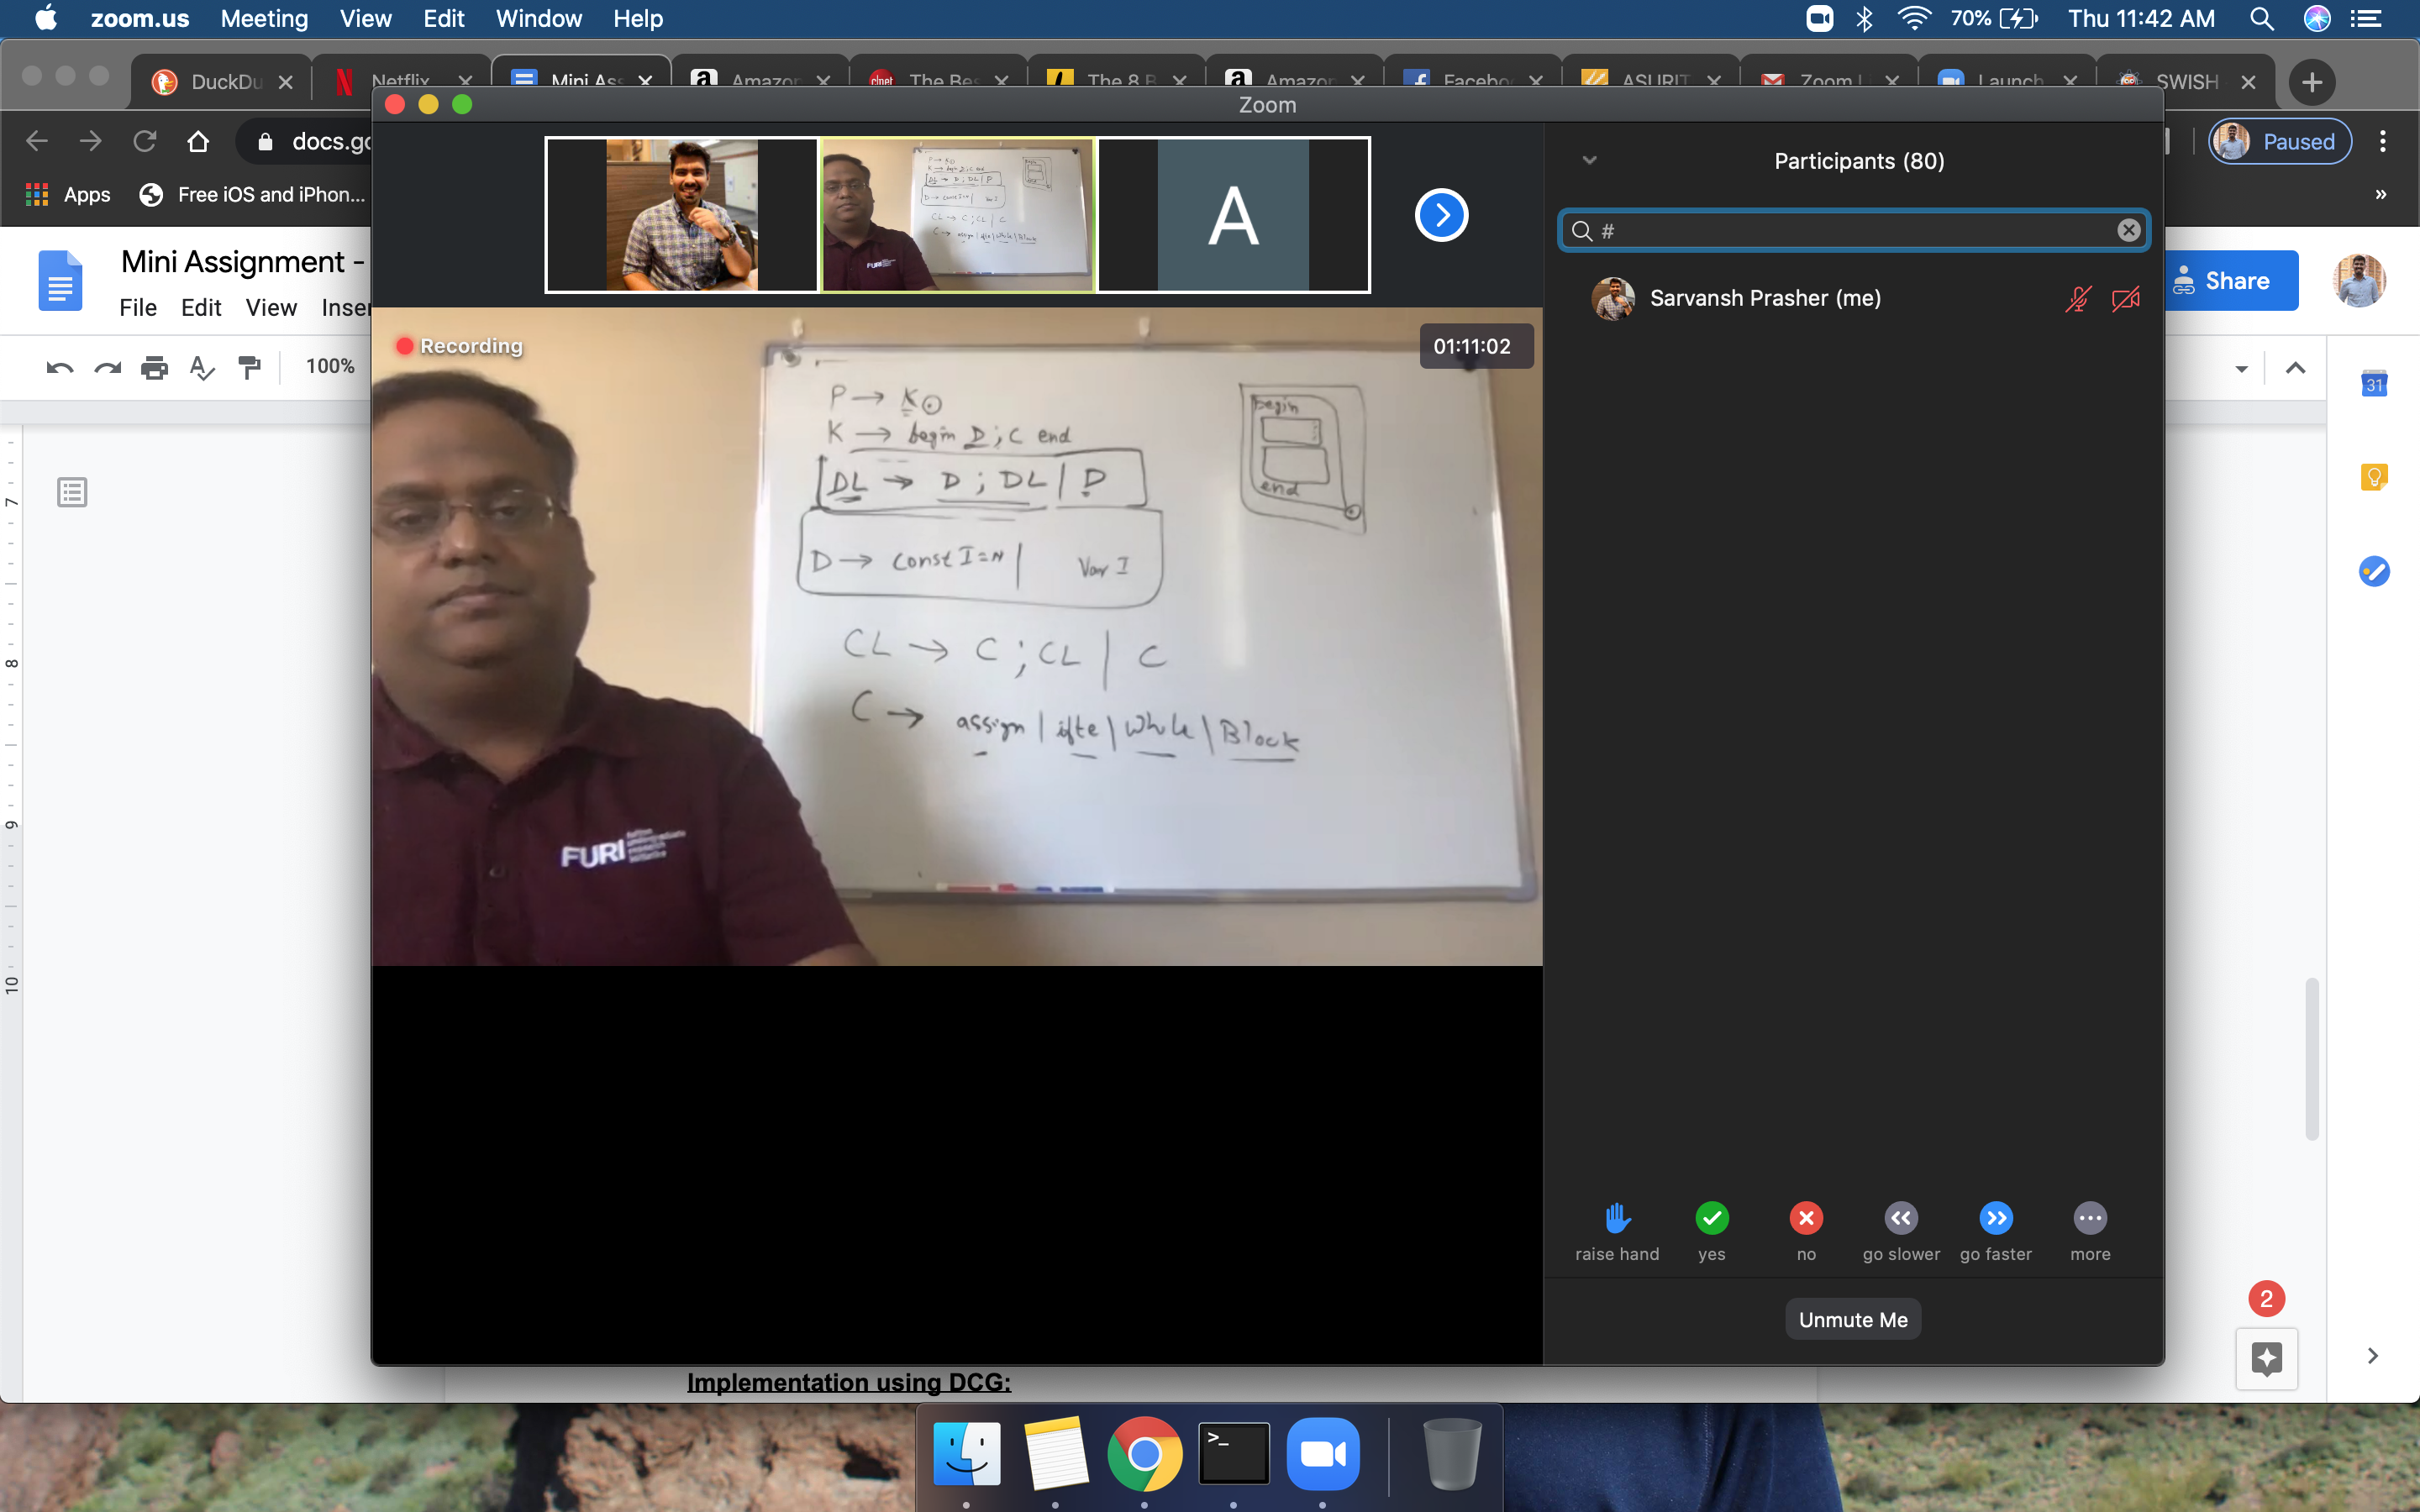 zoom.us Meeting View Edit Window Help 70% Thu 11:42 AM
DuckDu Netflix Mini Ass Amazon The Bes The 8 B Amazon Facebo ASURIT Zoom Launch SWISH
Zoom
docs.go
Paused
Apps Free iOS and iPhon...
»
Mini Assignment -
File Edit View Inser
Share
100%
31
7
8
9
10
A
Recording
01:11:02
P → K⊙
K → begin D ; C end
DL → D ; DL | D
D → const I = N | Var I
CL → C ; CL | C
C → assign | ifte | while | Block
begin
end
FURI
Participants (80)
#
Sarvansh Prasher (me)
raise hand yes no go slower go faster more
Unmute Me
2
Implementation using DCG: